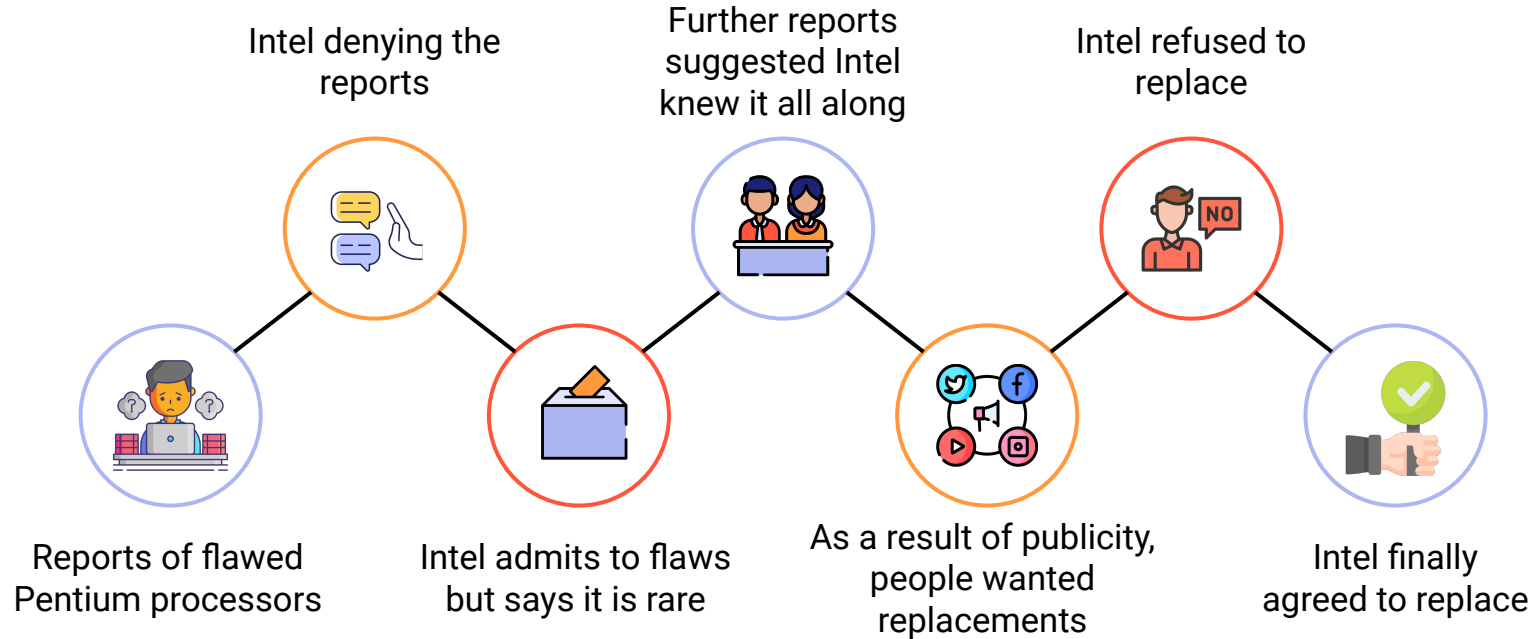 Reports of flawed
Pentium processors
Intel denying the
reports
Intel admits to flaws
but says it is rare
Further reports
suggested Intel
knew it all along
As a result of publicity,
people wanted
replacements
Intel refused to
replace
NO
Intel finally
agreed to replace